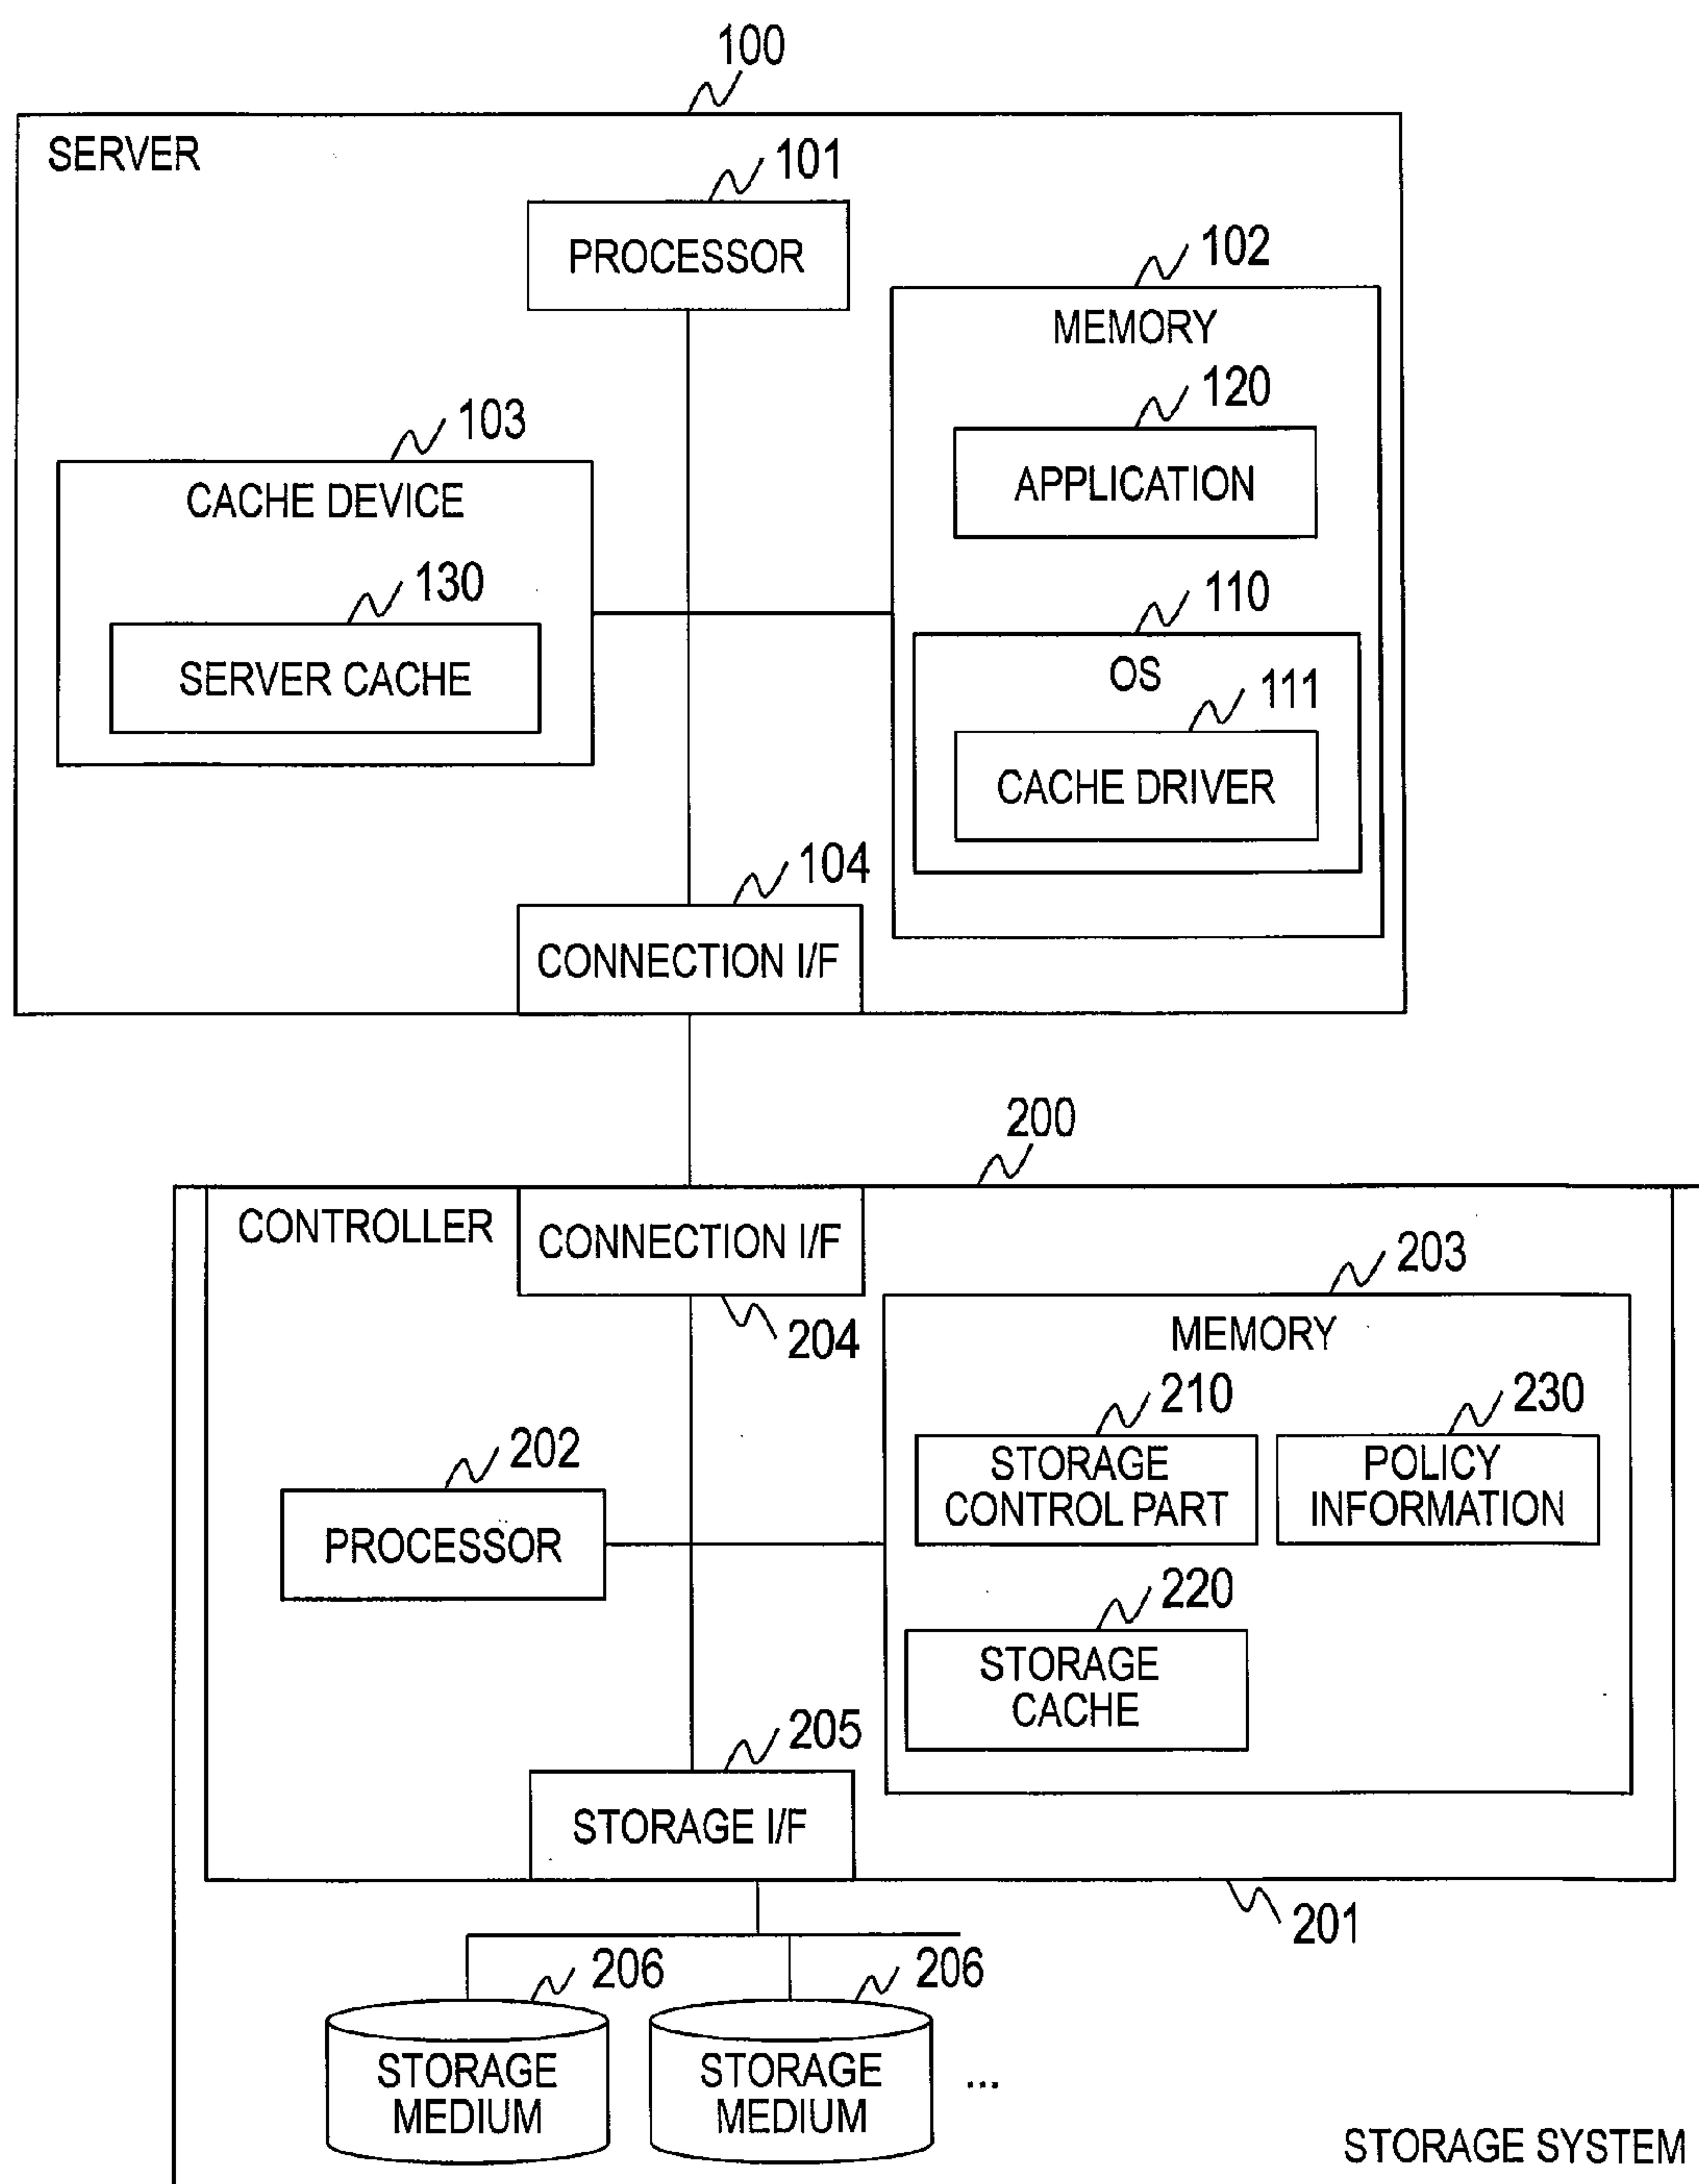 100
SERVER
101
PROCESSOR
102
MEMORY
120
APPLICATION
103
CACHE DEVICE
130
SERVER CACHE
110
OS
111
CACHE DRIVER
104
CONNECTION I/F
200
CONTROLLER
CONNECTION I/F
204
203
MEMORY
210
STORAGE
CONTROL PART
230
POLICY
INFORMATION
202
PROCESSOR
220
STORAGE
CACHE
205
STORAGE I/F
201
206
STORAGE
MEDIUM
206
STORAGE
MEDIUM
...
STORAGE SYSTEM